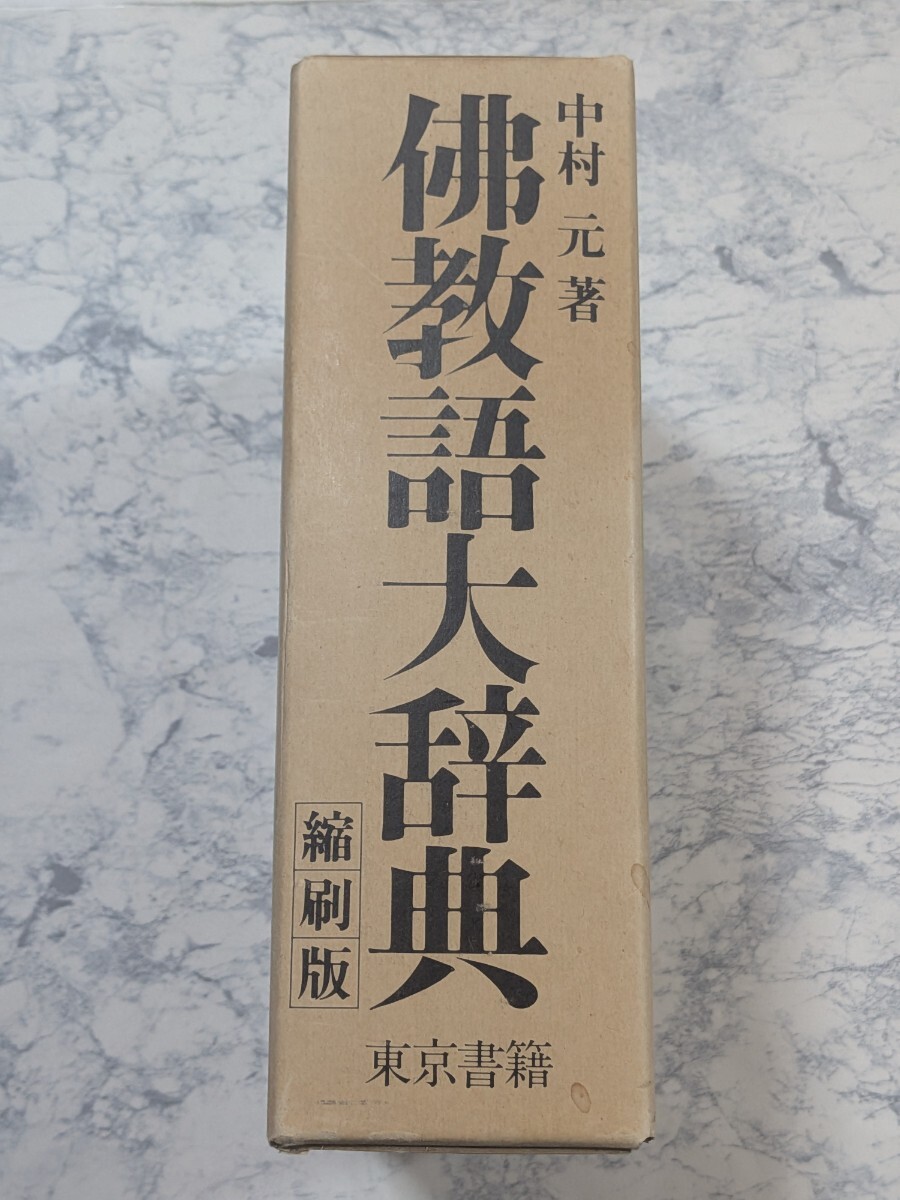 中村 元 著
佛教語大辞典
縮刷版
東京書籍